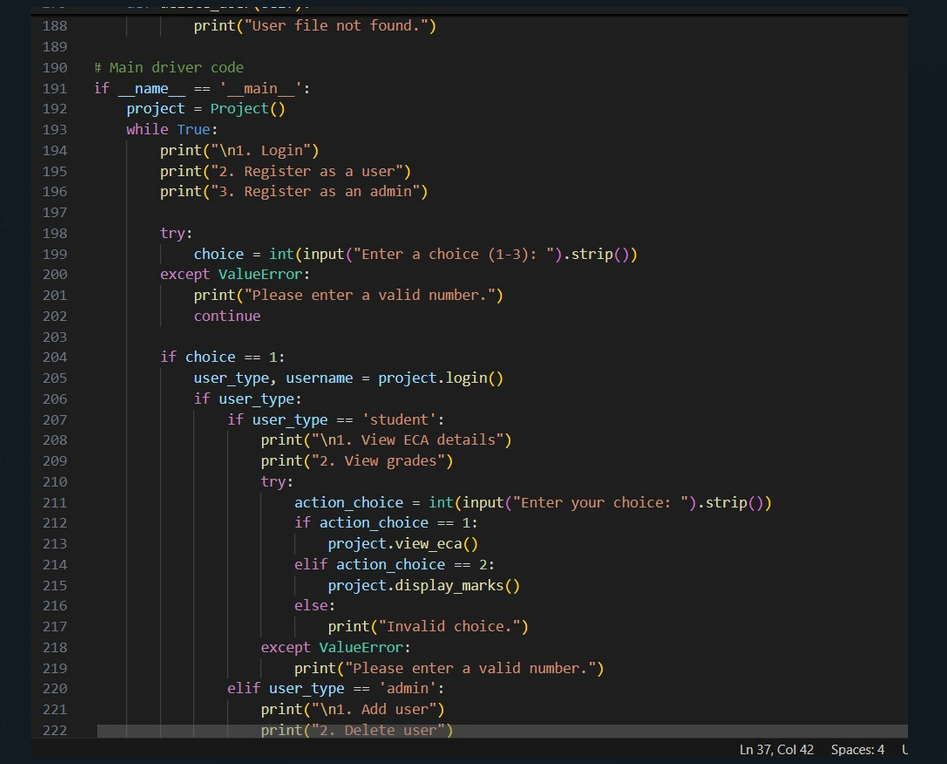 188 print("User file not found.")
189
190 # Main driver code
191 if __name__ == '__main__':
192 project = Project()
193 while True:
194 print("\n1. Login")
195 print("2. Register as a user")
196 print("3. Register as an admin")
197
198 try:
199 choice = int(input("Enter a choice (1-3): ").strip())
200 except ValueError:
201 print("Please enter a valid number.")
202 continue
203
204 if choice == 1:
205 user_type, username = project.login()
206 if user_type:
207 if user_type == 'student':
208 print("\n1. View ECA details")
209 print("2. View grades")
210 try:
211 action_choice = int(input("Enter your choice: ").strip())
212 if action_choice == 1:
213 project.view_eca()
214 elif action_choice == 2:
215 project.display_marks()
216 else:
217 print("Invalid choice.")
218 except ValueError:
219 print("Please enter a valid number.")
220 elif user_type == 'admin':
221 print("\n1. Add user")
222 print("2. Delete user")
Ln 37, Col 42 Spaces: 4